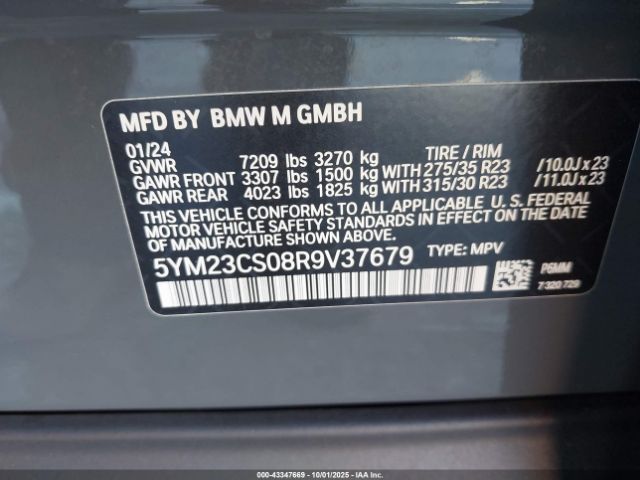 MFD BY BMW M GMBH
01/24
GVWR 7209 lbs 3270 kg TIRE / RIM
GAWR FRONT 3307 lbs 1500 kg WITH 275/35 R23 /10.0J x 23
GAWR REAR 4023 lbs 1825 kg WITH 315/30 R23 /11.0J x 23
THIS VEHICLE CONFORMS TO ALL APPLICABLE U. S. FEDERAL
MOTOR VEHICLE SAFETY STANDARDS IN EFFECT ON THE DATE
OF MANUFACTURE SHOWN ABOVE.
5YM23CS08R9V37679 TYPE: MPV
P6MM
7 320 729
000-43347669 - 10/01/2025 - IAAI.CA